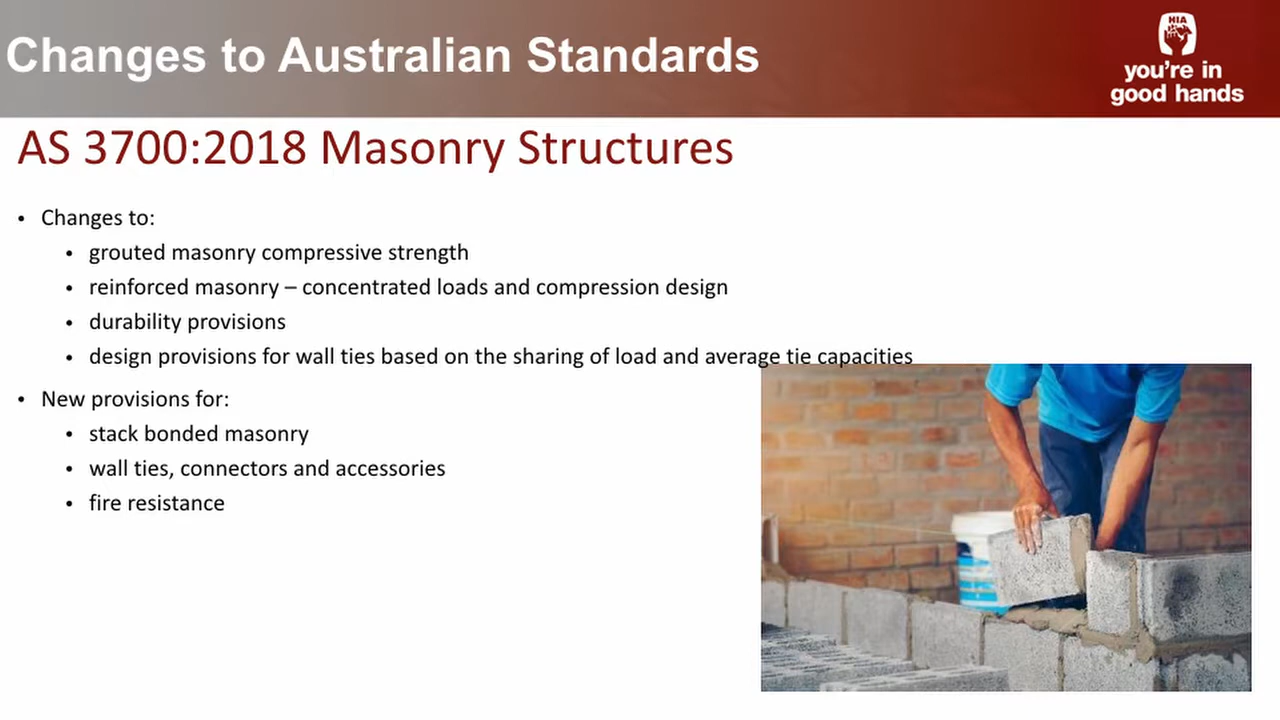 Changes to Australian Standards
HIA
you're in
good hands
AS 3700:2018 Masonry Structures
• Changes to:
• grouted masonry compressive strength
• reinforced masonry – concentrated loads and compression design
• durability provisions
• design provisions for wall ties based on the sharing of load and average tie capacities
• New provisions for:
• stack bonded masonry
• wall ties, connectors and accessories
• fire resistance